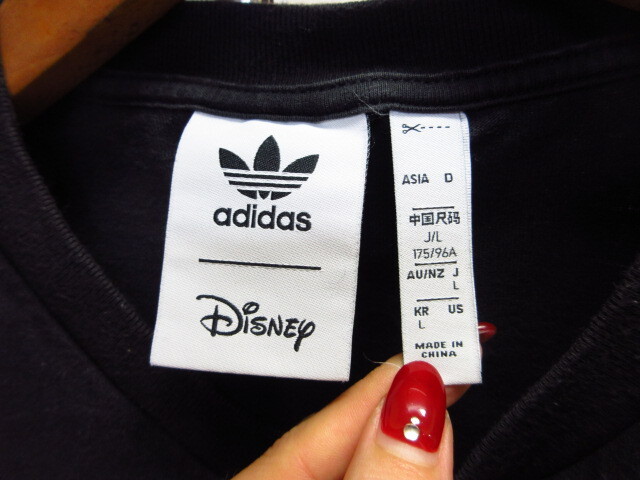 adidas
Disney
ASIA D
中国尺码
J/L
175/96A
AU/NZ J
L
KR US
L
MADE IN
CHINA